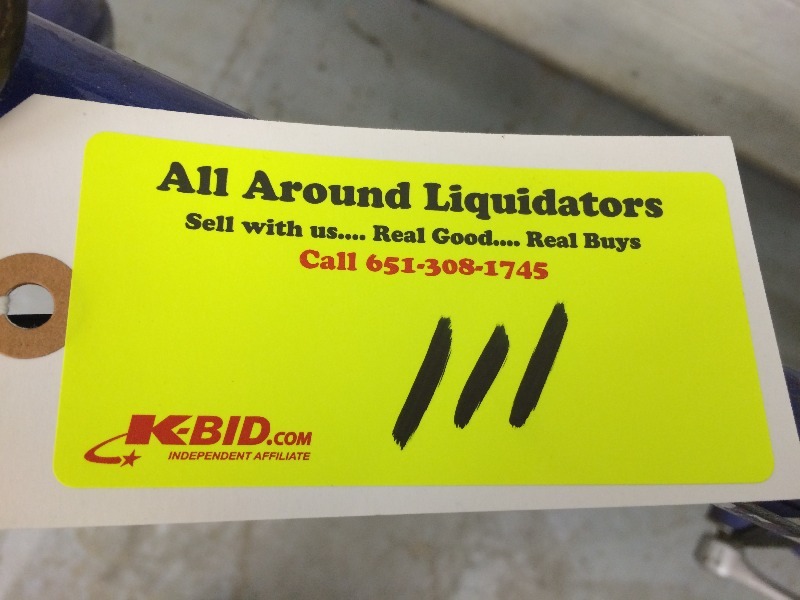 All Around Liquidators
Sell with us.... Real Good.... Real Buys
Call 651-308-1745
111
K-BID.COM
INDEPENDENT AFFILIATE